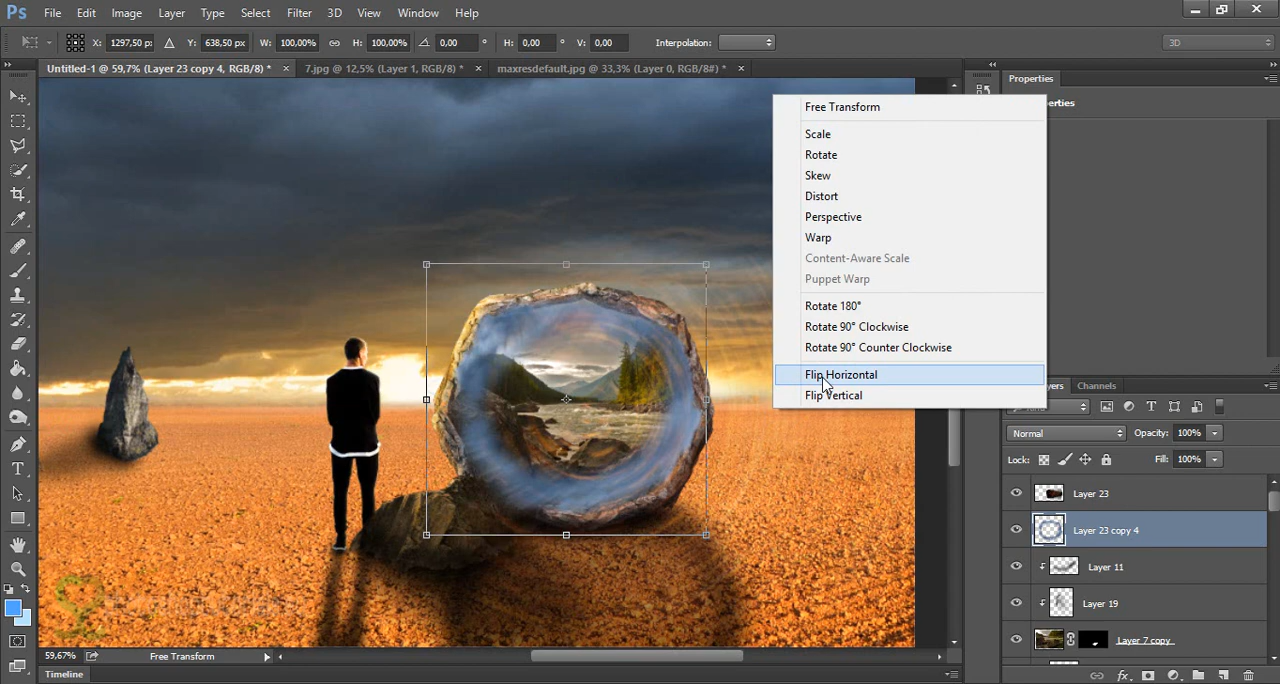 Ps File Edit Image Layer Type Select Filter 3D View Window Help
X: 1297,50 px Y: 638,50 px W: 100,00% H: 100,00% 0,00 ° H: 0,00 ° V: 0,00 Interpolation: 3D
Untitled-1 @ 59,7% (Layer 23 copy 4, RGB/8) * × 7.jpg @ 12,5% (Layer 1, RGB/8) * × maxresdefault.jpg @ 33,3% (Layer 0, RGB/8#) * ×
Properties
perties
Free Transform
Scale
Rotate
Skew
Distort
Perspective
Warp
Content-Aware Scale
Puppet Warp
Rotate 180°
Rotate 90° Clockwise
Rotate 90° Counter Clockwise
Flip Horizontal
Flip Vertical
yers Channels
Kind
Normal Opacity: 100%
Lock: Fill: 100%
Layer 23
Layer 23 copy 4
Layer 11
Layer 19
Layer 7 copy
59,67% Free Transform
Timeline